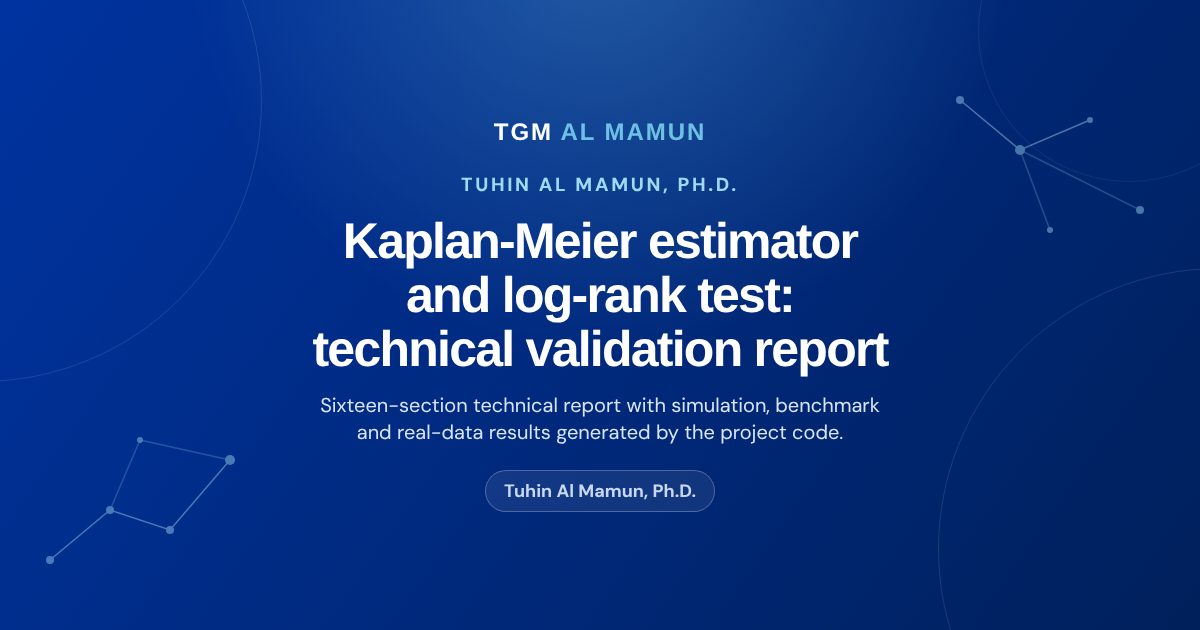 TGM AL MAMUN
TUHIN AL MAMUN, PH.D.
Kaplan-Meier estimator
and log-rank test:
technical validation report
Sixteen-section technical report with simulation, benchmark
and real-data results generated by the project code.
Tuhin Al Mamun, Ph.D.